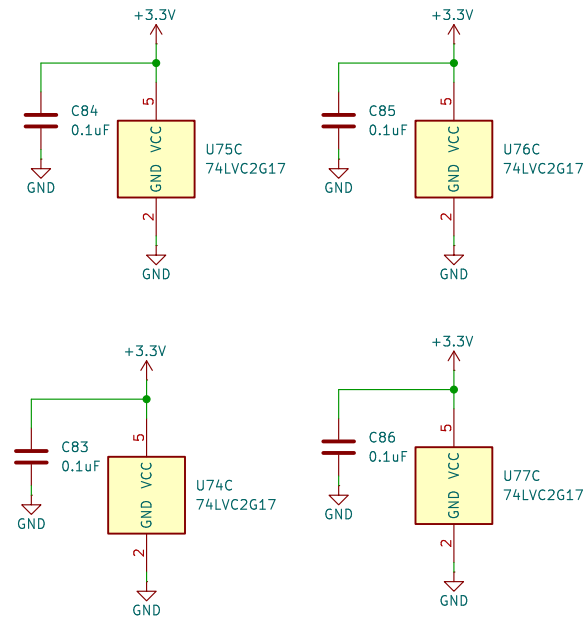 +3.3V
C84
0.1uF
5
VCC
GND
2
U75C
74LVC2G17
GND
GND
+3.3V
C85
0.1uF
5
VCC
GND
2
U76C
74LVC2G17
GND
GND
+3.3V
C83
0.1uF
5
VCC
GND
2
U74C
74LVC2G17
GND
GND
+3.3V
C86
0.1uF
5
VCC
GND
2
U77C
74LVC2G17
GND
GND